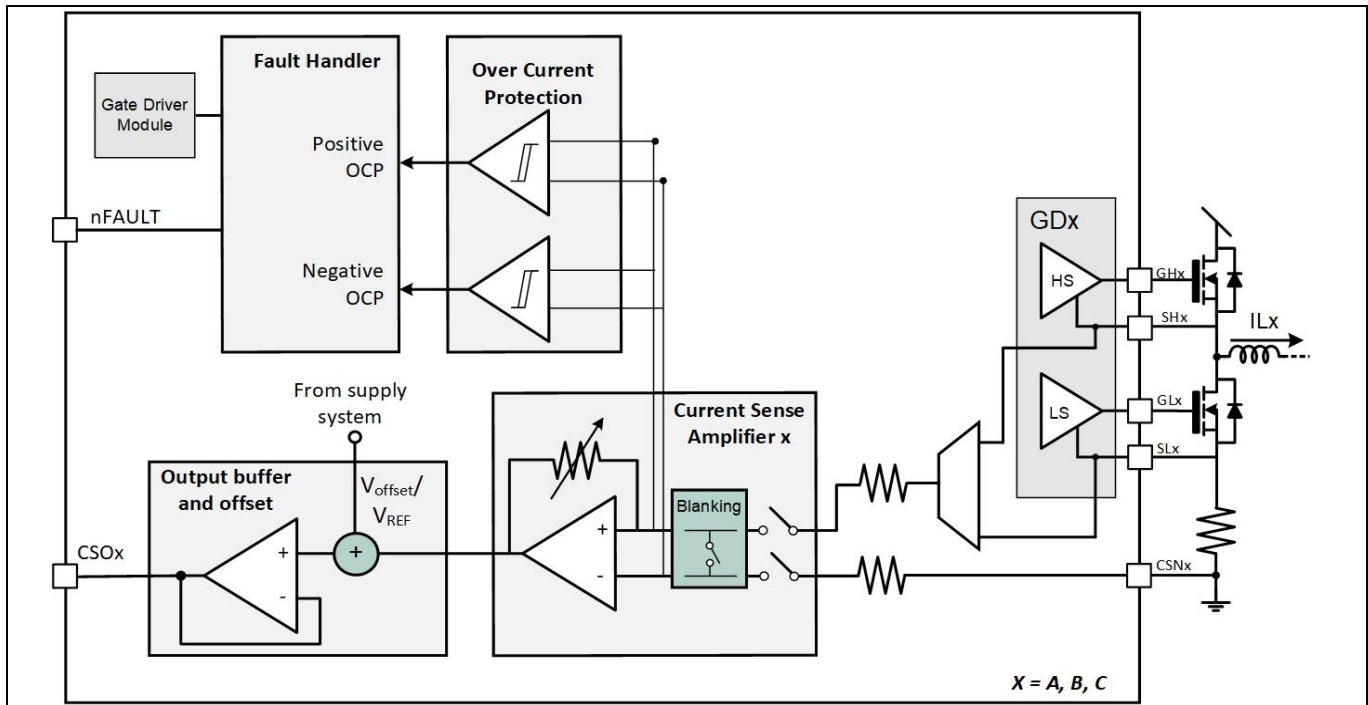 Fault Handler
Gate Driver
Module
Positive
OCP
Negative
OCP
nFAULT
Over Current
Protection
GDx
HS
LS
GHx
SHx
ILx
GLx
SLx
CSNx
From supply
system
Output buffer
and offset
Voffset/
VREF
+
+
-
CSOx
Current Sense
Amplifier x
+
-
Blanking
X = A, B, C